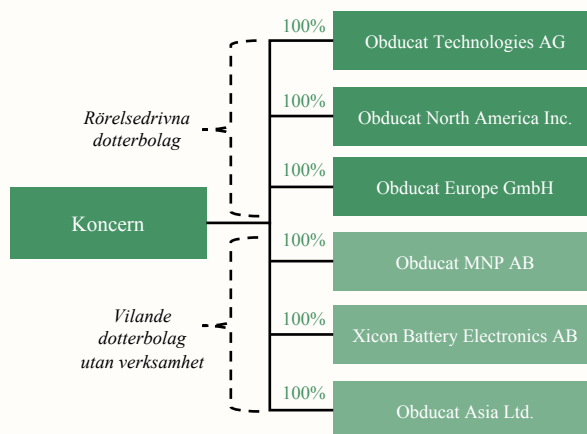 100%
Obducat Technologies AG
100%
Obducat North America Inc.
Rörelsedrivna
dotterbolag
100%
Obducat Europe GmbH
Koncern
100%
Obducat MNP AB
Vilande
dotterbolag
utan verksamhet
100%
Xicon Battery Electronics AB
100%
Obducat Asia Ltd.